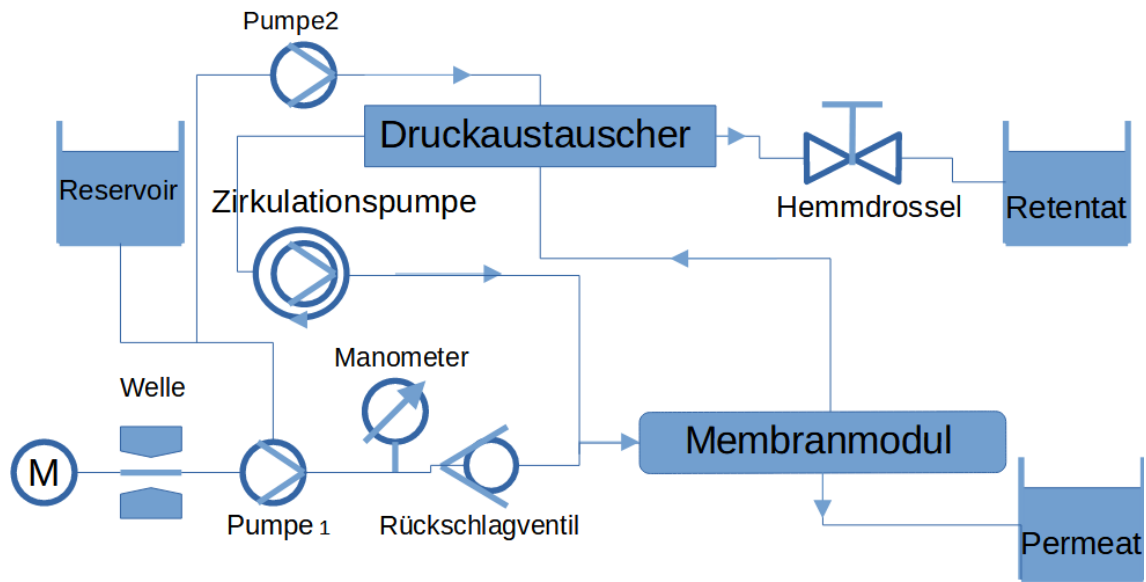 Pumpe2
Druckaustauscher
Reservoir
Zirkulationspumpe
Hemmdrossel
Retentat
Manometer
Welle
M
Membranmodul
Pumpe 1
Rückschlagventil
Permeat